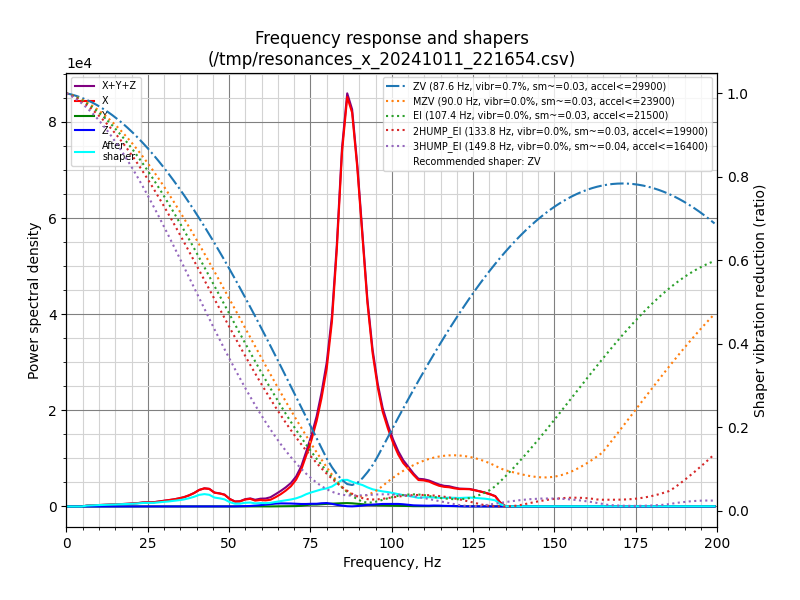 Frequency response and shapers
(/tmp/resonances_x_20241011_221654.csv)
1e4
X+Y+Z
X
Z
After
shaper
ZV (87.6 Hz, vibr=0.7%, sm~=0.03, accel<=29900)
MZV (90.0 Hz, vibr=0.0%, sm~=0.03, accel<=23900)
EI (107.4 Hz, vibr=0.0%, sm~=0.03, accel<=21500)
2HUMP_EI (133.8 Hz, vibr=0.0%, sm~=0.03, accel<=19900)
3HUMP_EI (149.8 Hz, vibr=0.0%, sm~=0.04, accel<=16400)
Recommended shaper: ZV
Power spectral density
8
6
4
2
0
1.0
0.8
0.6
0.4
0.2
0.0
Shaper vibration reduction (ratio)
0 25 50 75 100 125 150 175 200
Frequency, Hz